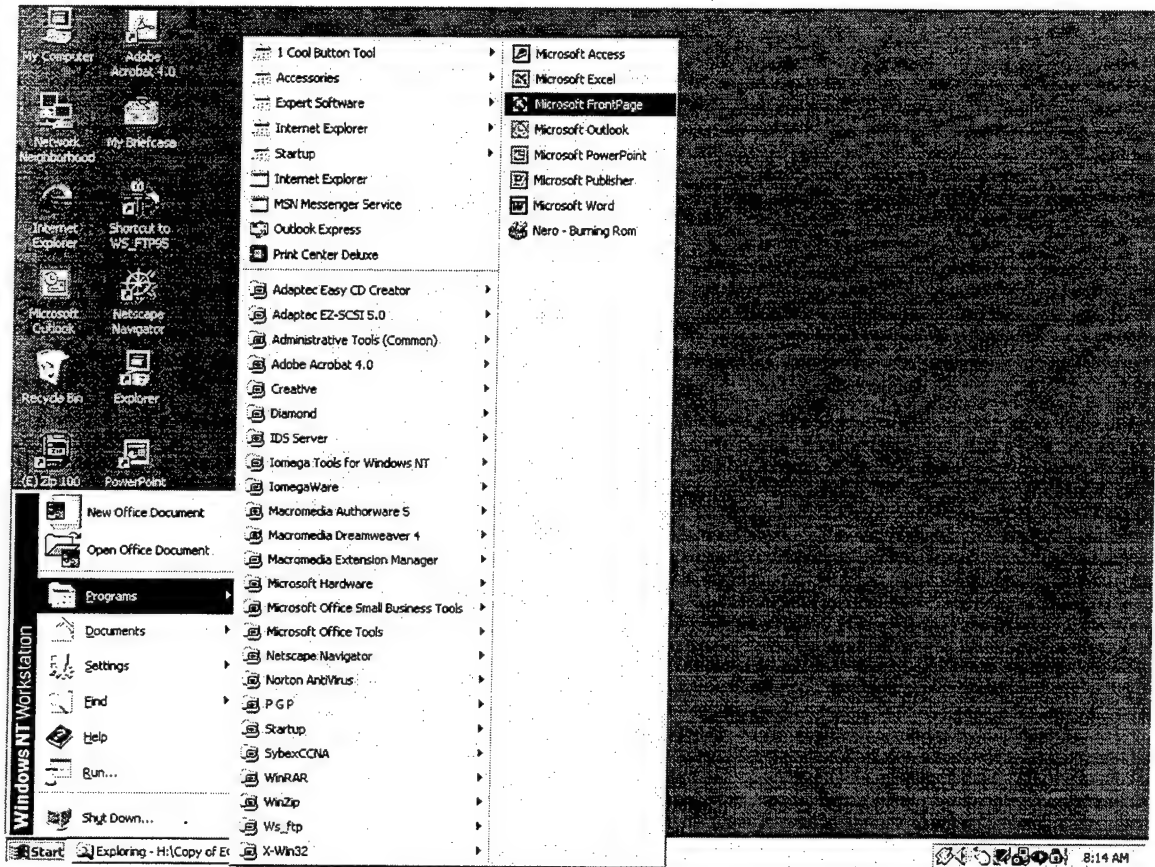 My Computer
Adobe Acrobat 4.0
Network Neighborhood
My Briefcase
Internet Explorer
Shortcut to WS_FTP95
Microsoft Outlook
Netscape Navigator
Recycle Bin
Explorer
(E) Zip 100
PowerPoint
New Office Document
Open Office Document
Programs
Documents
Settings
Find
Help
Run...
Shut Down...
Windows NT Workstation
1 Cool Button Tool
Accessories
Expert Software
Internet Explorer
Startup
Internet Explorer
MSN Messenger Service
Outlook Express
Print Center Deluxe
Adaptec Easy CD Creator
Adaptec EZ-SCSI 5.0
Administrative Tools (Common)
Adobe Acrobat 4.0
Creative
Diamond
IDS Server
Iomega Tools for Windows NT
IomegaWare
Macromedia Authorware 5
Macromedia Dreamweaver 4
Macromedia Extension Manager
Microsoft Hardware
Microsoft Office Small Business Tools
Microsoft Office Tools
Netscape Navigator
Norton AntiVirus
P G P
Startup
SybexCCNA
WinRAR
WinZip
Ws_ftp
X-Win32
Microsoft Access
Microsoft Excel
Microsoft FrontPage
Microsoft Outlook
Microsoft PowerPoint
Microsoft Publisher
Microsoft Word
Nero - Burning Rom
Start
Exploring - H:\Copy of E
8:14 AM